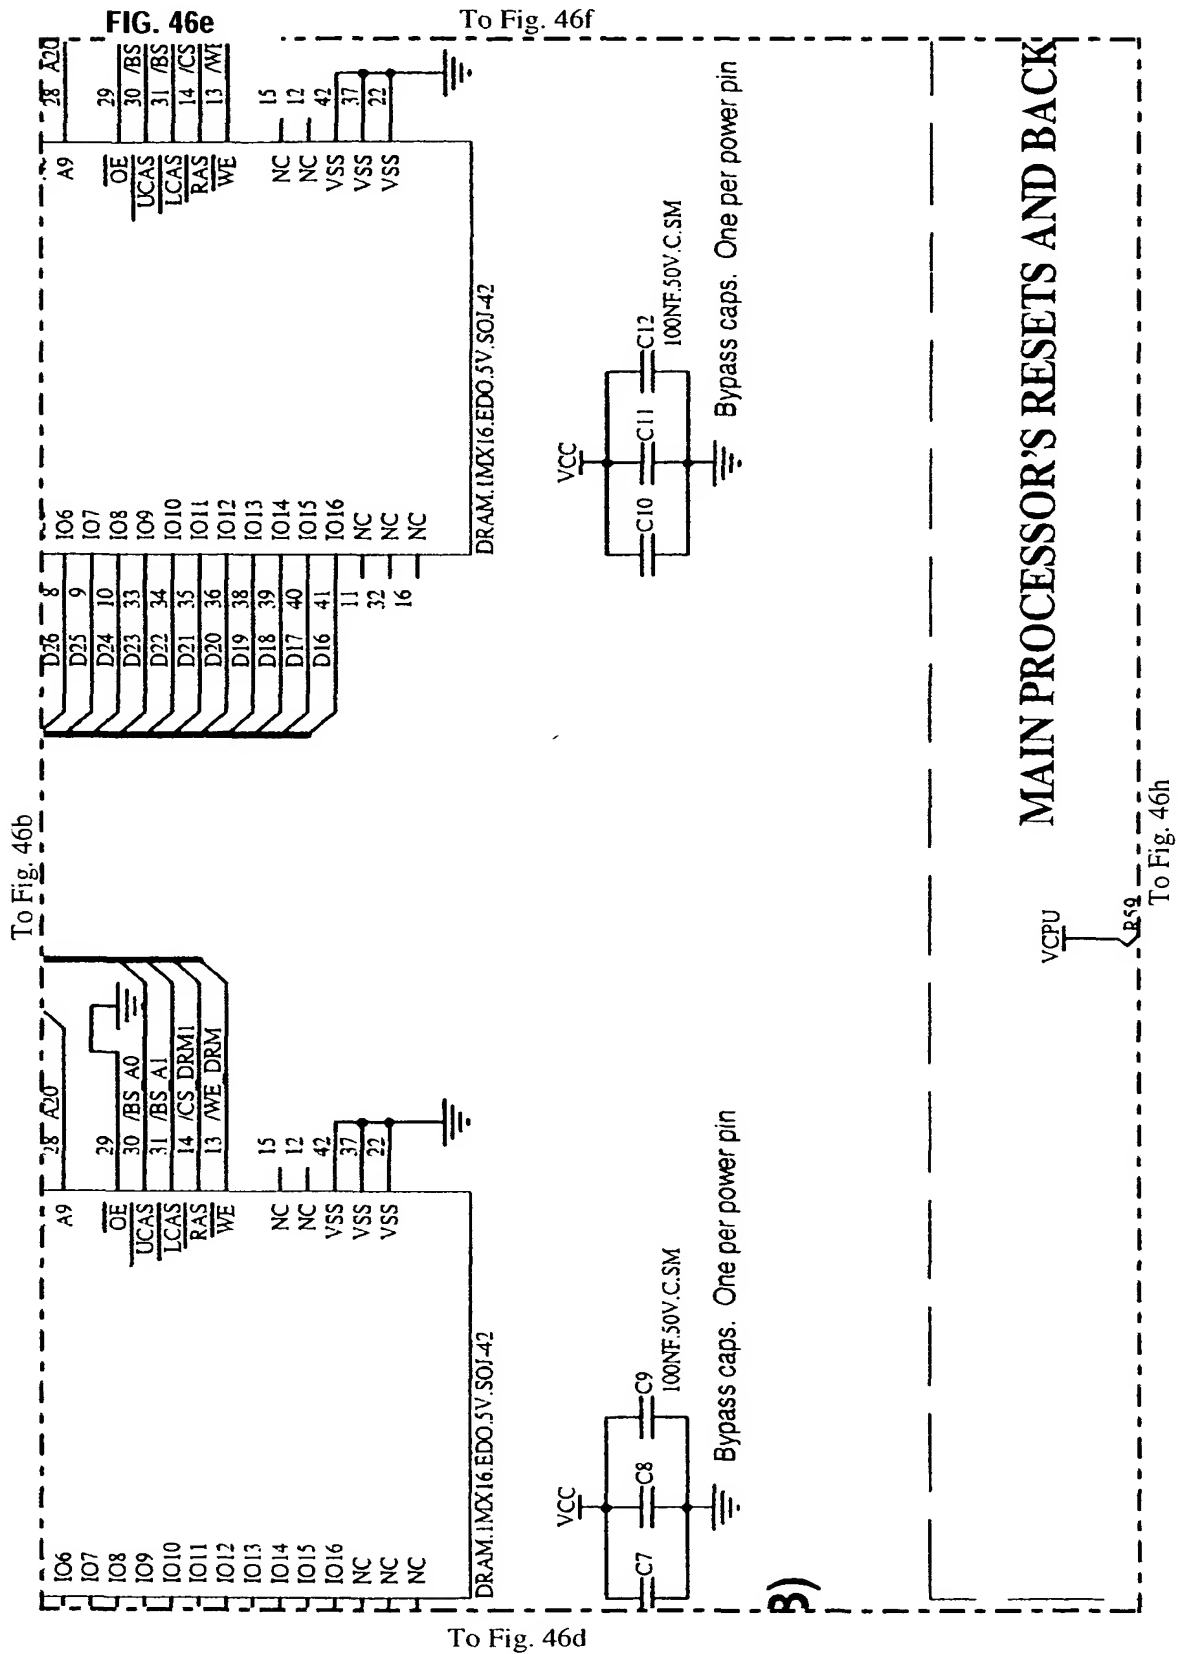 FIG. 46e
To Fig. 46f
To Fig. 46b
To Fig. 46d
To Fig. 46h
IO6
IO7
IO8
IO9
IO10
IO11
IO12
IO13
IO14
IO15
IO16
NC
NC
NC
A9
OE
UCAS
LCAS
RAS
WE
NC
NC
VSS
VSS
VSS
28 A20
29
30 /BS_A0
31 /BS_A1
14 /CS_DRM1
13 /WE_DRM
15
12
42
37
22
DRAM.1MX16.EDO.5V.SOJ-42
D26 8 IO6
D25 9 IO7
D24 10 IO8
D23 33 IO9
D22 34 IO10
D21 35 IO11
D20 36 IO12
D19 38 IO13
D18 39 IO14
D17 40 IO15
D16 41 IO16
11 NC
32 NC
16 NC
A9
OE
UCAS
LCAS
RAS
WE
NC
NC
VSS
VSS
VSS
28 A20
29
30 /BS
31 /BS
14 /CS
13 /WE
15
12
42
37
22
DRAM.1MX16.EDO.5V.SOJ-42
VCC
C7
C8
C9
100NF.50V.C.SM
Bypass caps. One per power pin
VCC
C10
C11
C12
100NF.50V.C.SM
Bypass caps. One per power pin
B)
MAIN PROCESSOR'S RESETS AND BACK
VCPU
R59